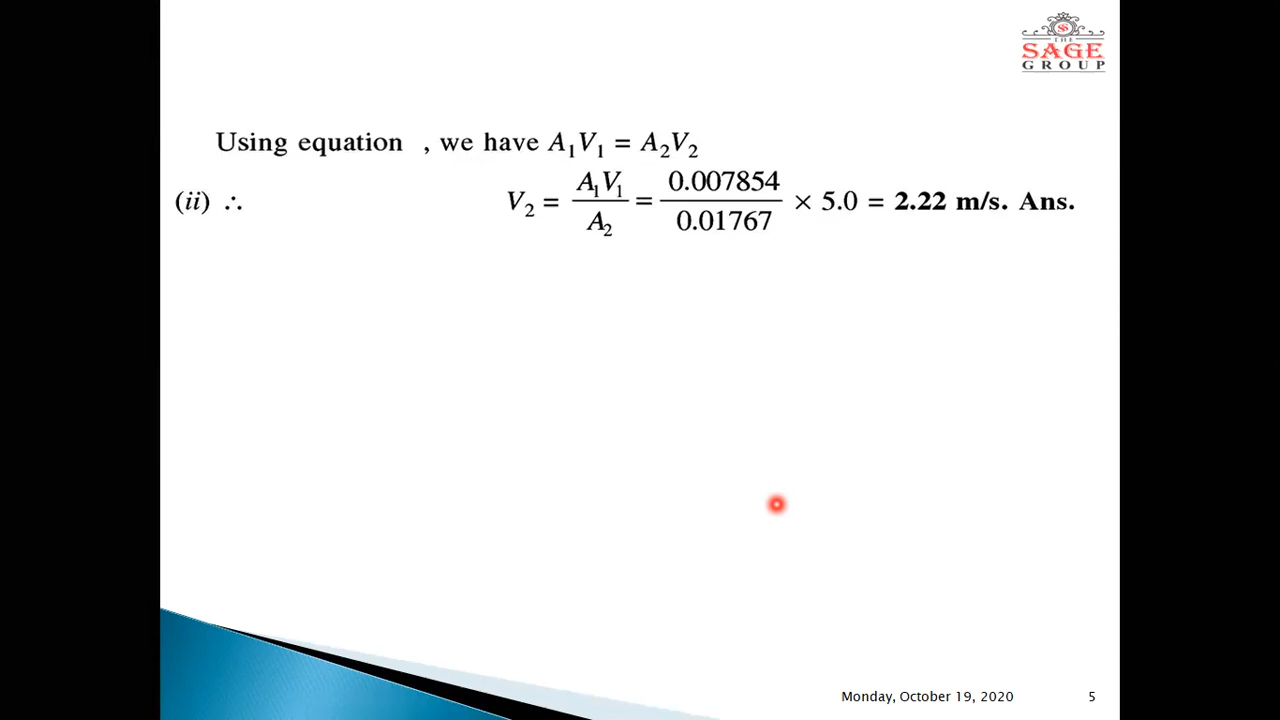 THE
SAGE
GROUP
Using equation , we have A₁V₁ = A₂V₂
(ii) ∴ V₂ = A₁V₁/A₂ = 0.007854/0.01767 × 5.0 = 2.22 m/s. Ans.
Monday, October 19, 2020 5